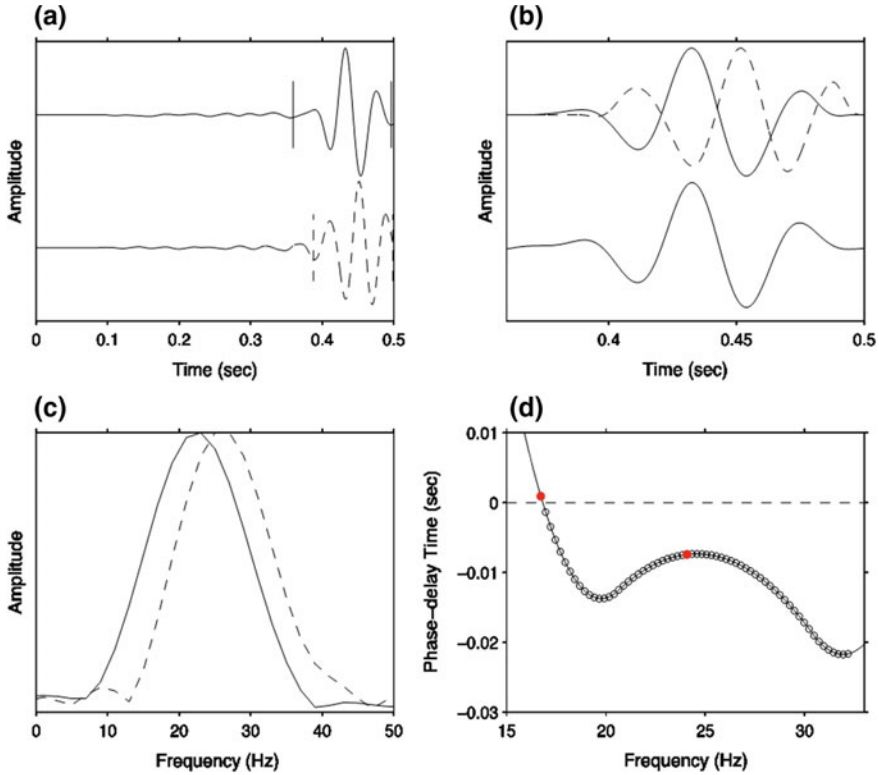 (a)
Amplitude
0 0.1 0.2 0.3 0.4 0.5
Time (sec)
(b)
Amplitude
0.4 0.45 0.5
Time (sec)
(c)
Amplitude
0 10 20 30 40 50
Frequency (Hz)
(d)
Phase–delay Time (sec)
0.01
0
−0.01
−0.02
−0.03
15 20 25 30
Frequency (Hz)